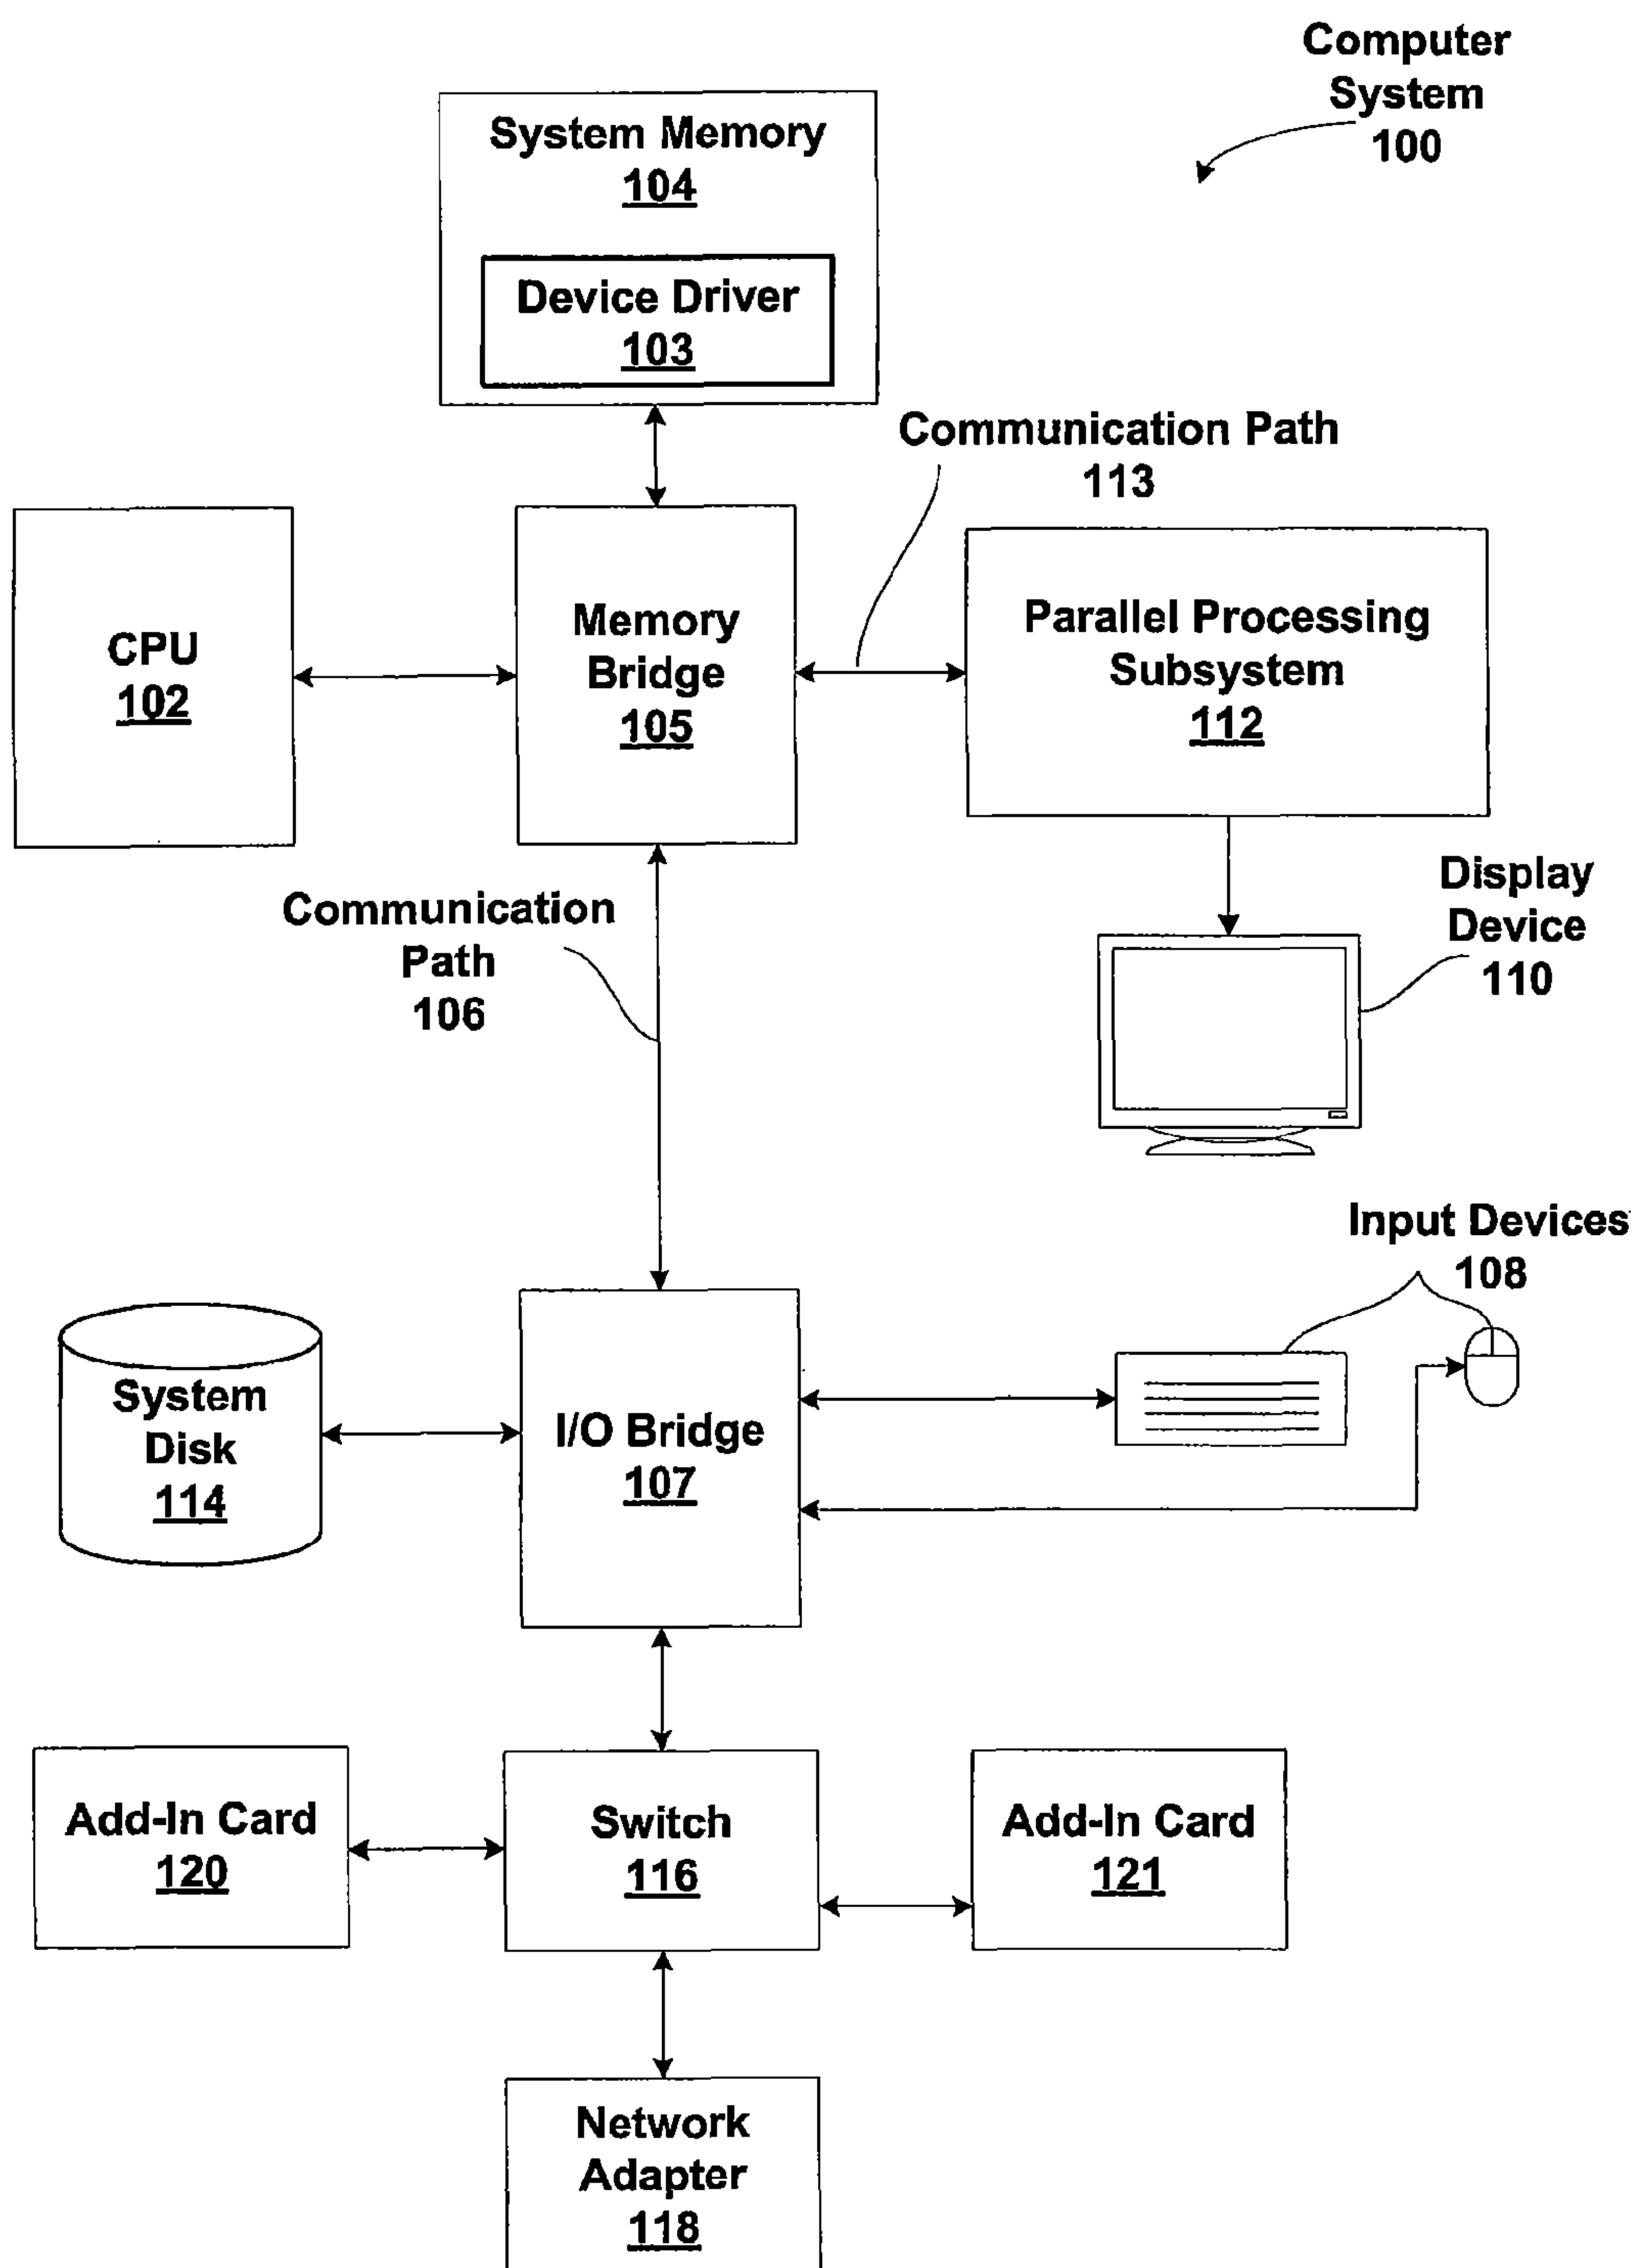 Computer
System
100
System Memory
104
Device Driver
103
Communication Path
113
CPU
102
Memory
Bridge
105
Parallel Processing
Subsystem
112
Communication
Path
106
Display
Device
110
Input Devices
108
System
Disk
114
I/O Bridge
107
Add-In Card
120
Switch
116
Add-In Card
121
Network
Adapter
118